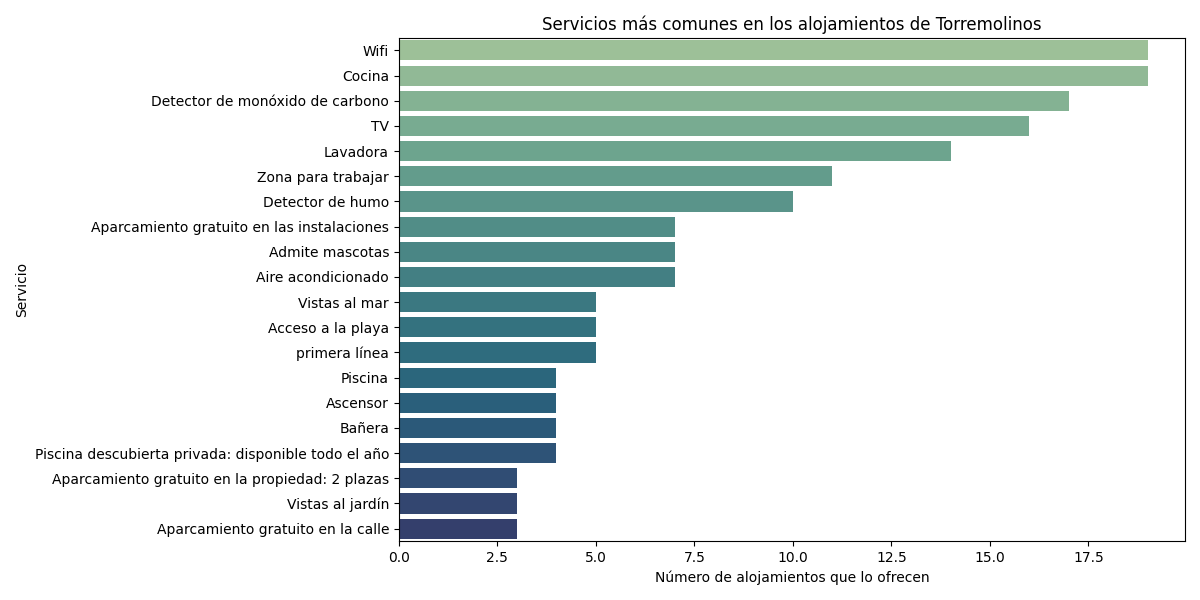 Servicios más comunes en los alojamientos de Torremolinos
Servicio
Wifi
Cocina
Detector de monóxido de carbono
TV
Lavadora
Zona para trabajar
Detector de humo
Aparcamiento gratuito en las instalaciones
Admite mascotas
Aire acondicionado
Vistas al mar
Acceso a la playa
primera línea
Piscina
Ascensor
Bañera
Piscina descubierta privada: disponible todo el año
Aparcamiento gratuito en la propiedad: 2 plazas
Vistas al jardín
Aparcamiento gratuito en la calle
0.0 2.5 5.0 7.5 10.0 12.5 15.0 17.5
Número de alojamientos que lo ofrecen